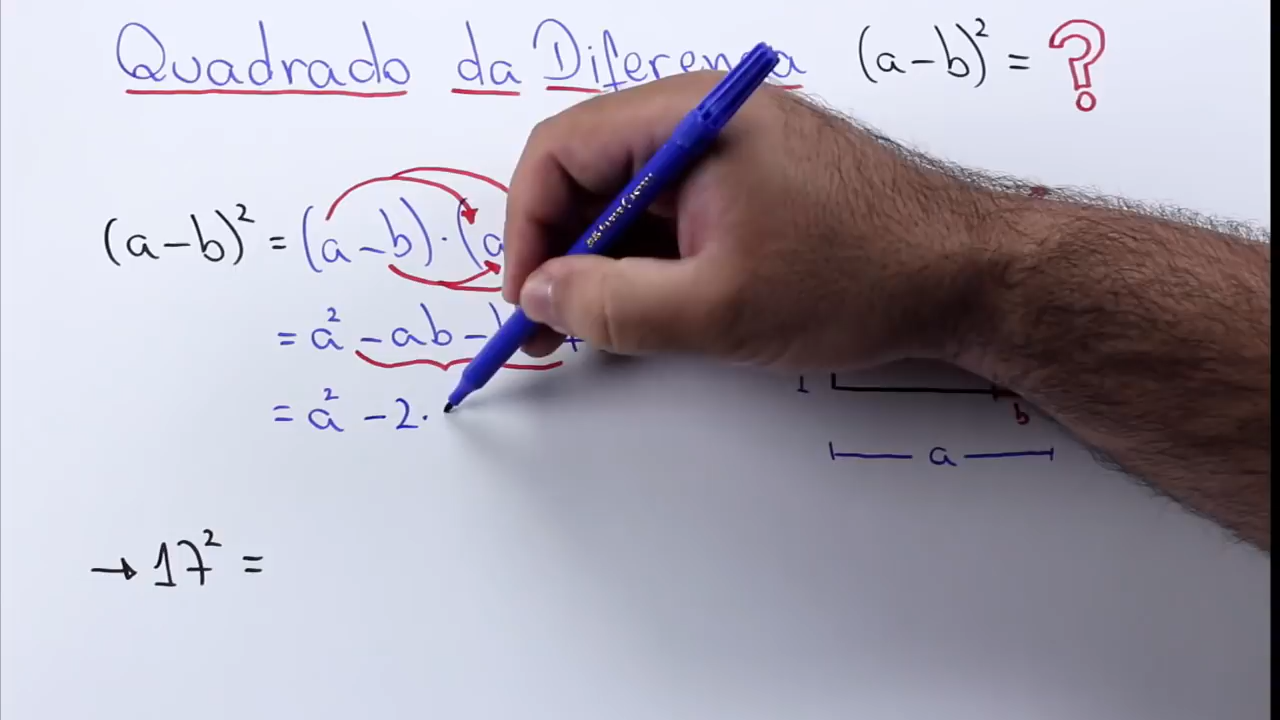 Quadrado da Diferença (a-b)² = ?
(a-b)² = (a-b)·(a
= a² - ab - b
= a² - 2·
b
a
→ 17² =